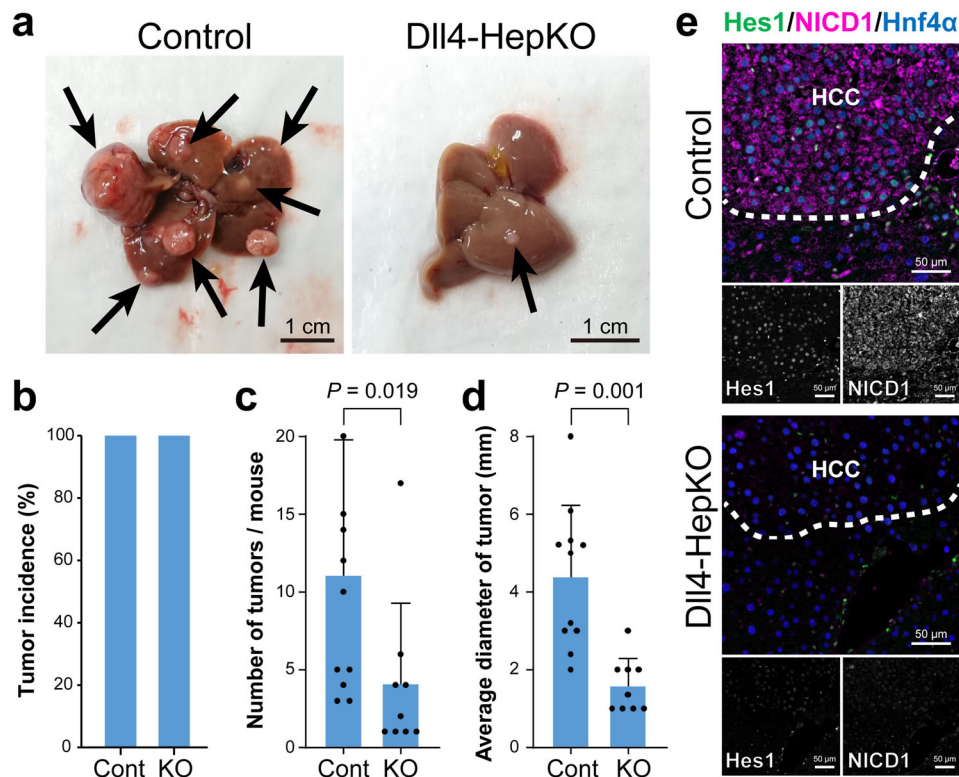 a
Control
Dll4-HepKO
1 cm
1 cm
b
Tumor incidence (%)
100
80
60
40
20
0
Cont
KO
c
P = 0.019
Number of tumors / mouse
20
15
10
5
0
Cont
KO
d
P = 0.001
Average diameter of tumor (mm)
8
6
4
2
0
Cont
KO
e
Hes1/NICD1/Hnf4α
Control
HCC
50 µm
Hes1
50 µm
NICD1
50 µm
Dll4-HepKO
HCC
50 µm
Hes1
50 µm
NICD1
50 µm